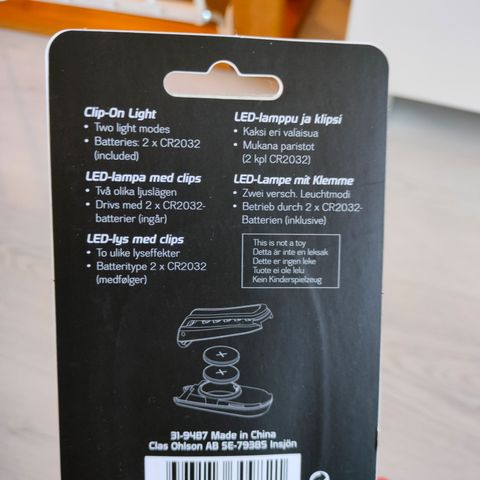 Clip-On Light
• Two light modes
• Batteries: 2 x CR2032
(included)
LED-lampa med clips
• Två olika ljuslägen
• Drivs med 2 x CR2032-
batterier (ingår)
LED-lys med clips
• To ulike lyseffekter
• Batteritype 2 x CR2032
(medfølger)
LED-lamppu ja klipsi
• Kaksi eri valaisua
• Mukana paristot
(2 kpl CR2032)
LED-Lampe mit Klemme
• Zwei versch. Leuchtmodi
• Betrieb durch 2 x CR2032-
Batterien (inklusive)
This is not a toy
Detta är inte en leksak
Dette er ingen leke
Tuote ei ole lelu
Kein Kinderspielzeug
31-9487 Made in China
Clas Ohlson AB SE-79385 Insjön